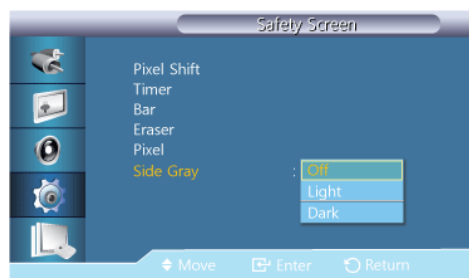 Safety Screen
Pixel Shift
Timer
Bar
Eraser
Pixel
Side Gray : Off
Light
Dark
Move Enter Return